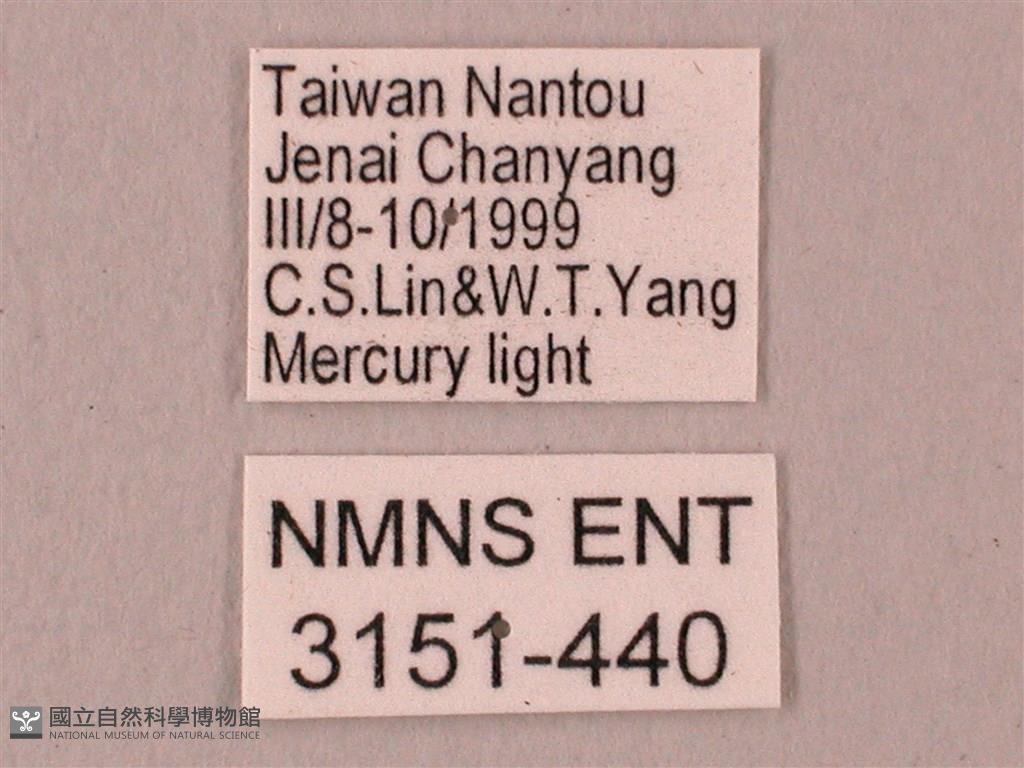 Taiwan Nantou
Jenai Chanyang
III/8-10/1999
C.S.Lin&W.T.Yang
Mercury light
NMNS ENT
3151-440
國立自然科學博物館
NATIONAL MUSEUM OF NATURAL SCIENCE